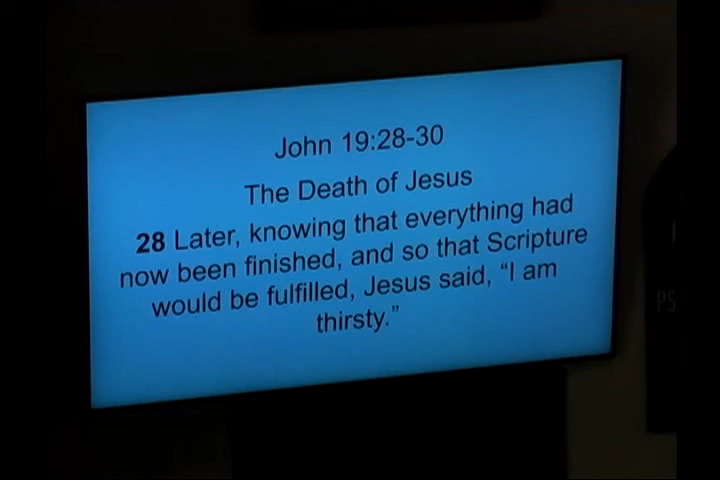 John 19:28-30
The Death of Jesus
28 Later, knowing that everything had
now been finished, and so that Scripture
would be fulfilled, Jesus said, “I am
thirsty.”
PS